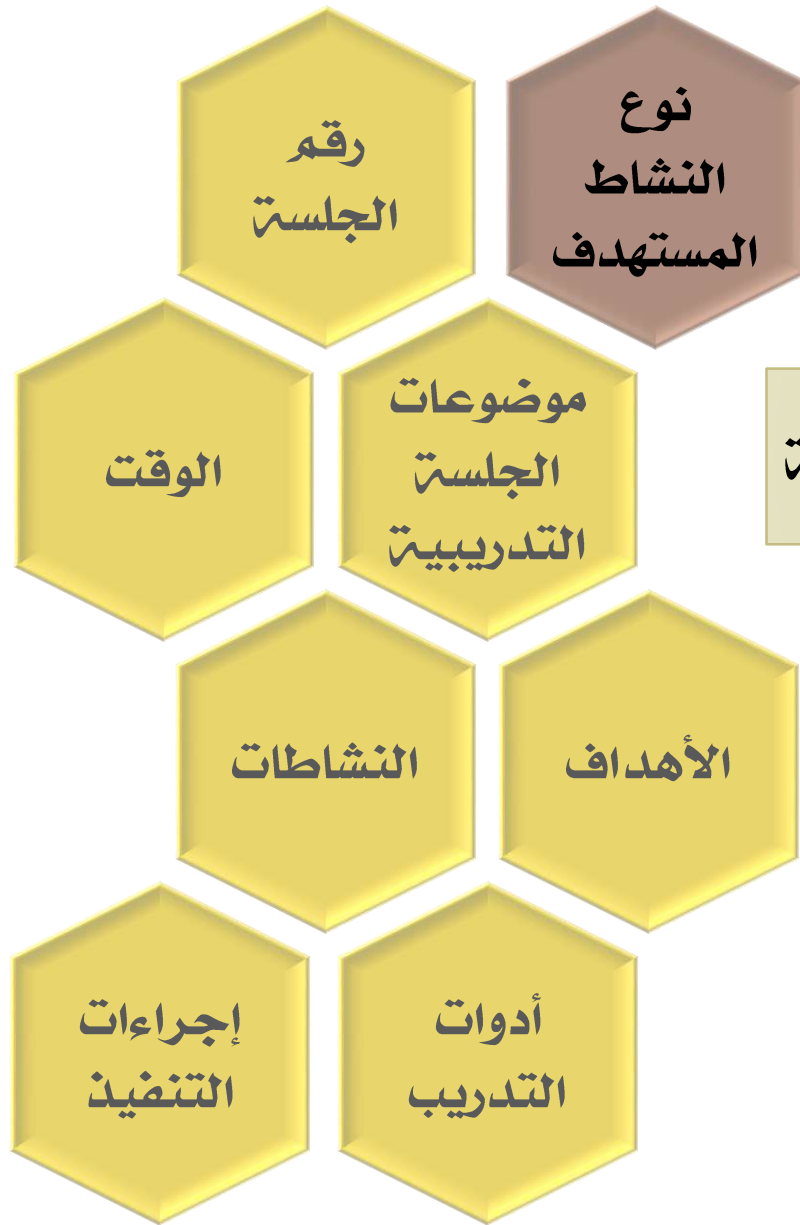 نوع
النشاط
المستهدف
رقم
الجلسة
موضوعات
الجلسة
التدريبية
الوقت
الأهداف
النشاطات
أدوات
التدريب
إجراءات
التنفيذ